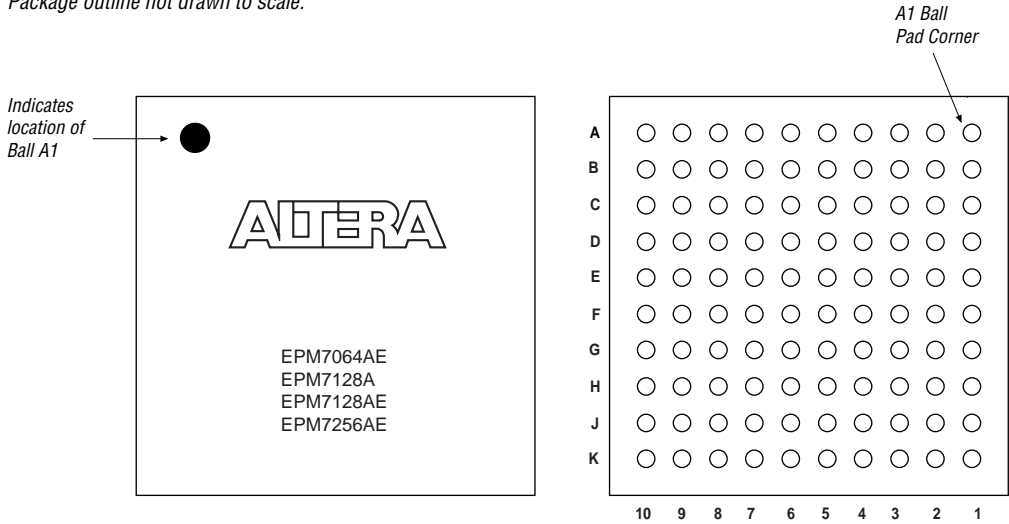 Package outline not drawn to scale.
A1 Ball
Pad Corner
Indicates
location of
Ball A1
ALTERA
EPM7064AE
EPM7128A
EPM7128AE
EPM7256AE
A
B
C
D
E
F
G
H
J
K
10 9 8 7 6 5 4 3 2 1